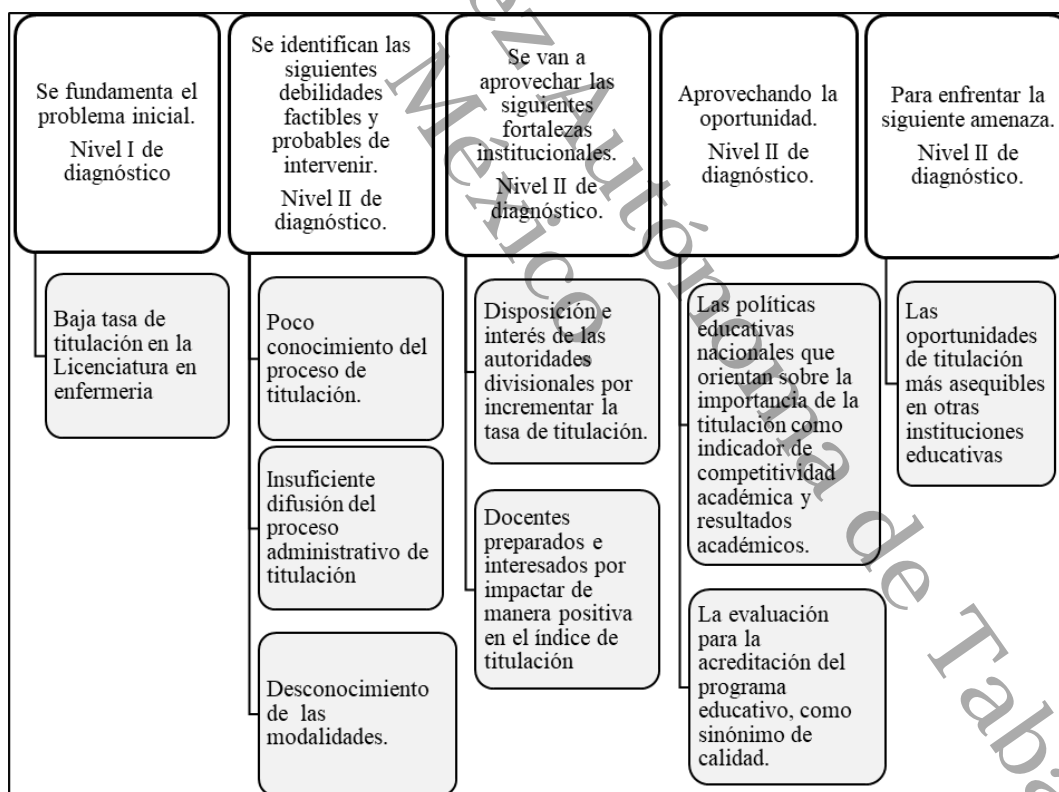 Se fundamenta el
problema inicial.
Nivel I de
diagnóstico
Baja tasa de
titulación en la
Licenciatura en
enfermeria
Se identifican las
siguientes
debilidades
factibles y
probables de
intervenir.
Nivel II de
diagnóstico.
Poco
conocimiento del
proceso de
titulación.
Insuficiente
difusión del
proceso
administrativo de
titulación
Desconocimiento
de las
modalidades.
Se van a
aprovechar las
siguientes
fortalezas
institucionales.
Nivel II de
diagnóstico.
Disposición e
interés de las
autoridades
divisionales por
incrementar la
tasa de titulación.
Docentes
preparados e
interesados por
impactar de
manera positiva
en el índice de
titulación
Aprovechando la
oportunidad.
Nivel II de
diagnóstico.
Las políticas
educativas
nacionales que
orientan sobre la
importancia de la
titulación como
indicador de
competitividad
académica y
resultados
académicos.
La evaluación
para la
acreditación del
programa
educativo, como
sinónimo de
calidad.
Para enfrentar la
siguiente amenaza.
Nivel II de
diagnóstico.
Las
oportunidades
de titulación
más asequibles
en otras
instituciones
educativas
Autónoma de
México.